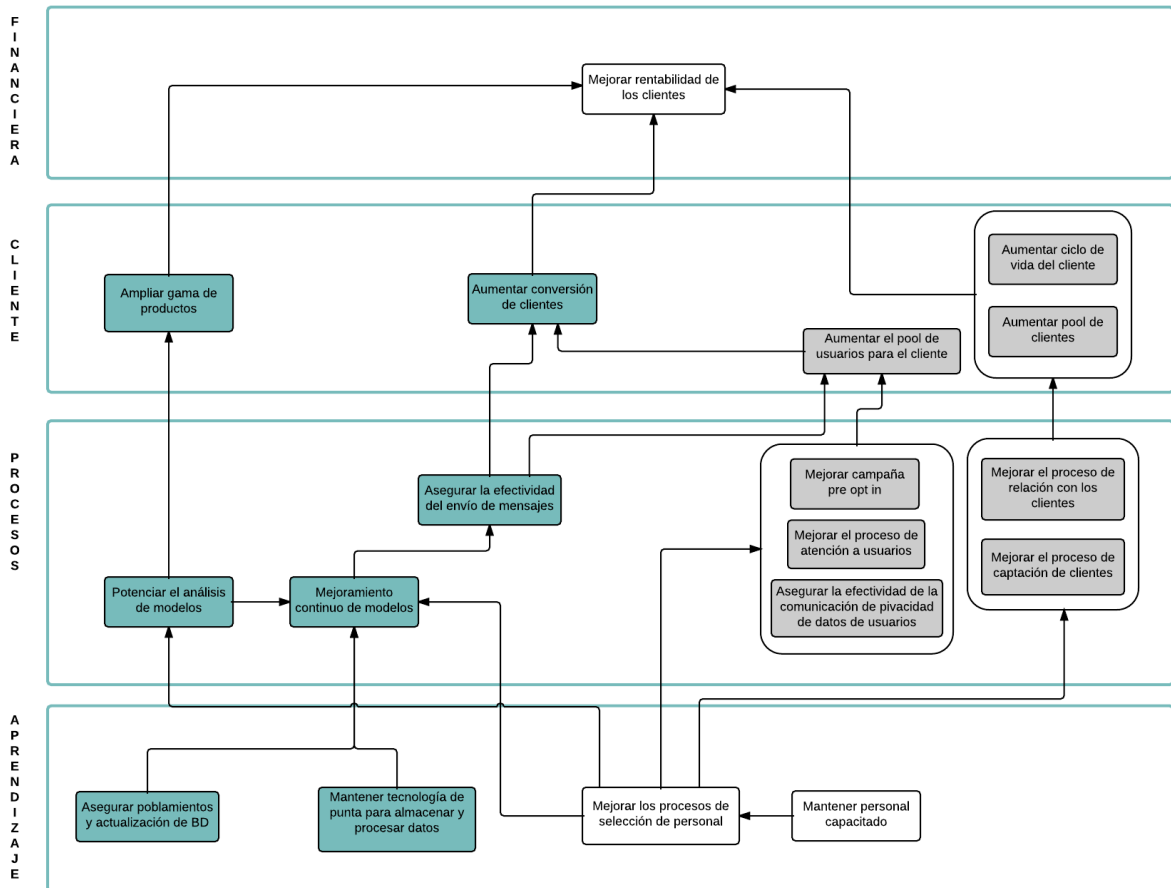 FINANCIERA
Mejorar rentabilidad de
los clientes
CLIENTE
Ampliar gama de
productos
Aumentar conversión
de clientes
Aumentar el pool de
usuarios para el cliente
Aumentar ciclo de
vida del cliente
Aumentar pool de
clientes
PROCESOS
Asegurar la efectividad
del envío de mensajes
Potenciar el análisis
de modelos
Mejoramiento
continuo de modelos
Mejorar campaña
pre opt in
Mejorar el proceso de
atención a usuarios
Asegurar la efectividad de la
comunicación de pivacidad
de datos de usuarios
Mejorar el proceso de
relación con los
clientes
Mejorar el proceso de
captación de clientes
APRENDIZAJE
Asegurar poblamientos
y actualización de BD
Mantener tecnología de
punta para almacenar y
procesar datos
Mejorar los procesos de
selección de personal
Mantener personal
capacitado